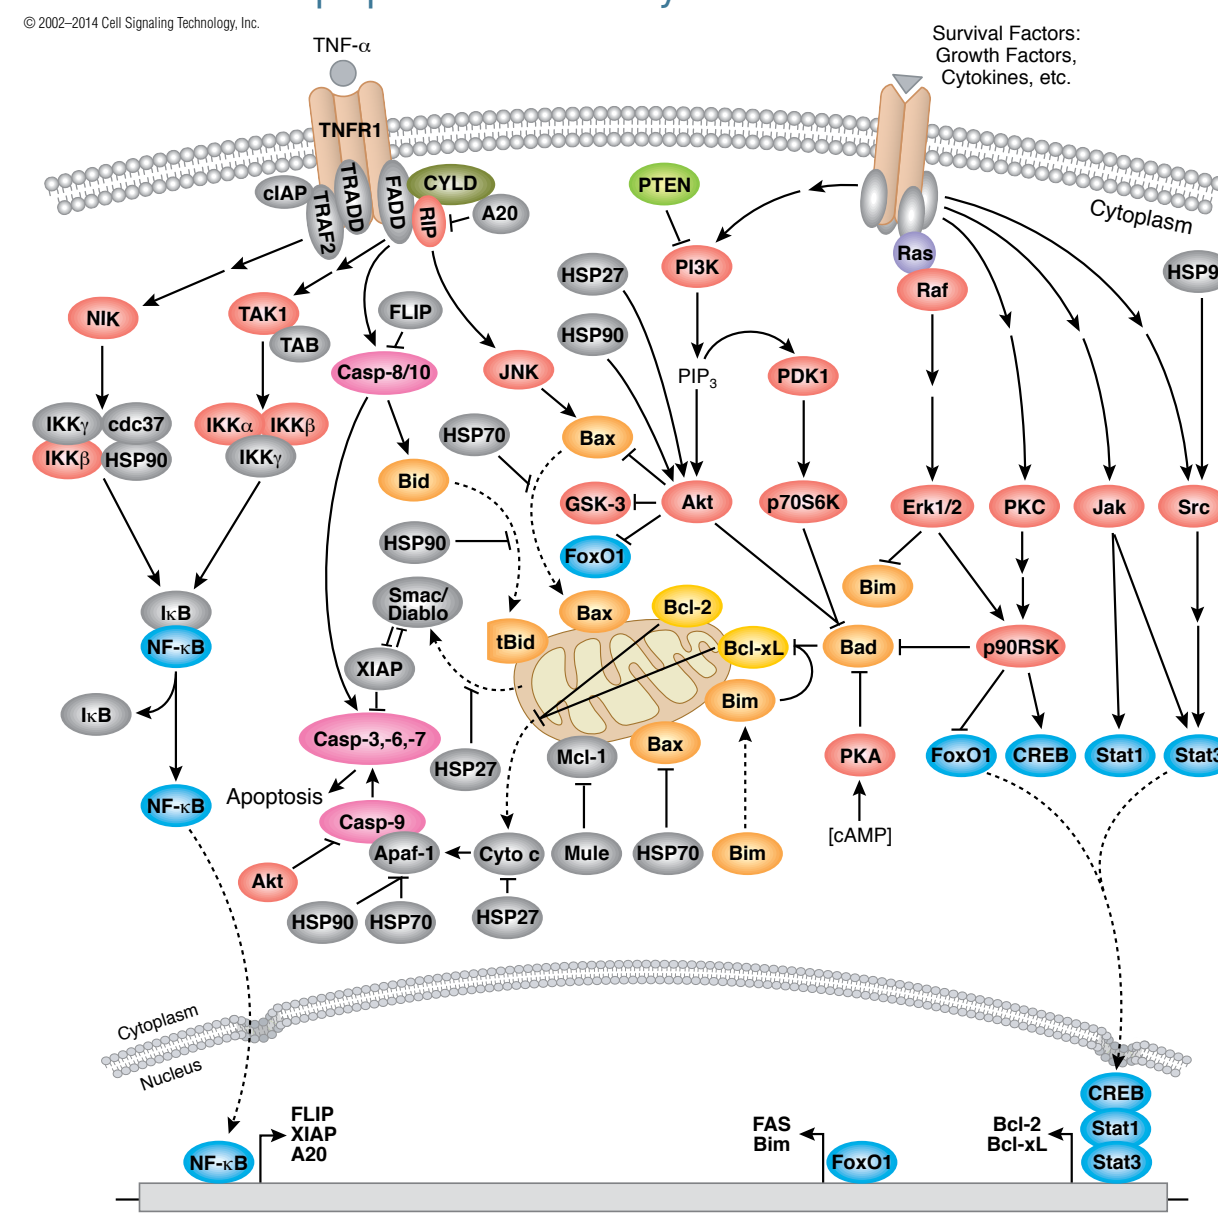 © 2002–2014 Cell Signaling Technology, Inc.
TNF-α
Survival Factors:
Growth Factors,
Cytokines, etc.
TNFR1
cIAP
TRAF2
TRADD
FADD
CYLD
RIP
A20
PTEN
Cytoplasm
Ras
Raf
PI3K
HSP27
HSP90
NIK
TAK1
TAB
FLIP
Casp-8/10
JNK
HSP90
PIP3
PDK1
IKKγ
cdc37
IKKβ
HSP90
IKKα
IKKβ
IKKγ
HSP70
Bax
Bid
GSK-3
Akt
p70S6K
Erk1/2
PKC
Jak
Src
HSP90
FoxO1
Bim
Smac/
Diablo
Bax
Bcl-2
IκB
NF-κB
tBid
Bcl-xL
Bad
p90RSK
XIAP
IκB
Bim
Casp-3,-6,-7
HSP27
Mcl-1
Bax
PKA
FoxO1
CREB
Stat1
Stat3
NF-κB
Apoptosis
Casp-9
[cAMP]
Apaf-1
Cyto c
Mule
HSP70
Bim
Akt
HSP90
HSP70
HSP27
Cytoplasm
Nucleus
FLIP
XIAP
A20
NF-κB
FAS
Bim
FoxO1
Bcl-2
Bcl-xL
CREB
Stat1
Stat3